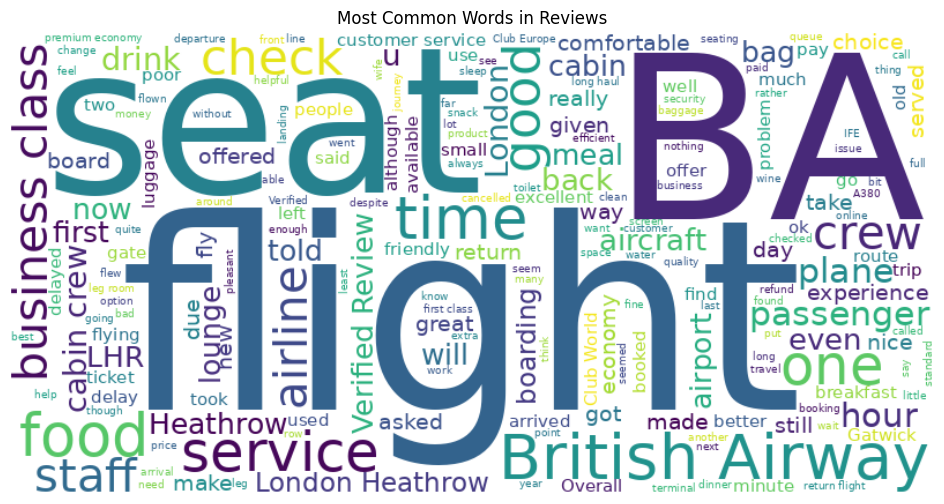 Most Common Words in Reviews
premium economy
departure
front
line
customer service
Club Europe
seating
queue
call
change
drink
check
u
use
see
comfortable
bag
pay
choice
feel
poor
helpful
wife
sleep
cabin
long haul
paid
much
thing
business class
seat
good
London
BA
two
flown
without
landing
people
journey
far
snack
really
well
rather
old
served
money
lot
product
security
baggage
problem
board
offered
said
although
available
small
always
given
efficient
nothing
IFE
issue
full
luggage
able
went
meal
offer
wine
bit
toilet
excellent
business
go
A380
cancelled
back
clean
take
online
now
around
Verified
despite
time
way
screen
checked
first
quite
left
enough
want
customer
ok
crew
gate
fly
told
friendly
return
aircraft
day
route
delayed
cabin crew
flew
pleasant
least
space
water
quality
plane
trip
leg room
lounge
new
airline
Verified Review
flight
seem
many
find
refund
experience
option
bad
due
know
first class
fine
last
found
passenger
flying
going
great
extra
boarding
think
Club World
economy
seemed
booked
airport
put
called
best
LHR
will
work
long
travel
even
nice
say
standard
ticket
one
help
delay
though
took
breakfast
little
food
Heathrow
used
asked
arrived
got
made
better
still
booking
wait
hour
price
row
service
point
another
next
Gatwick
staff
arrival
need
make
leg
London Heathrow
year
Overall
British Airway
terminal
dinner
minute
return flight